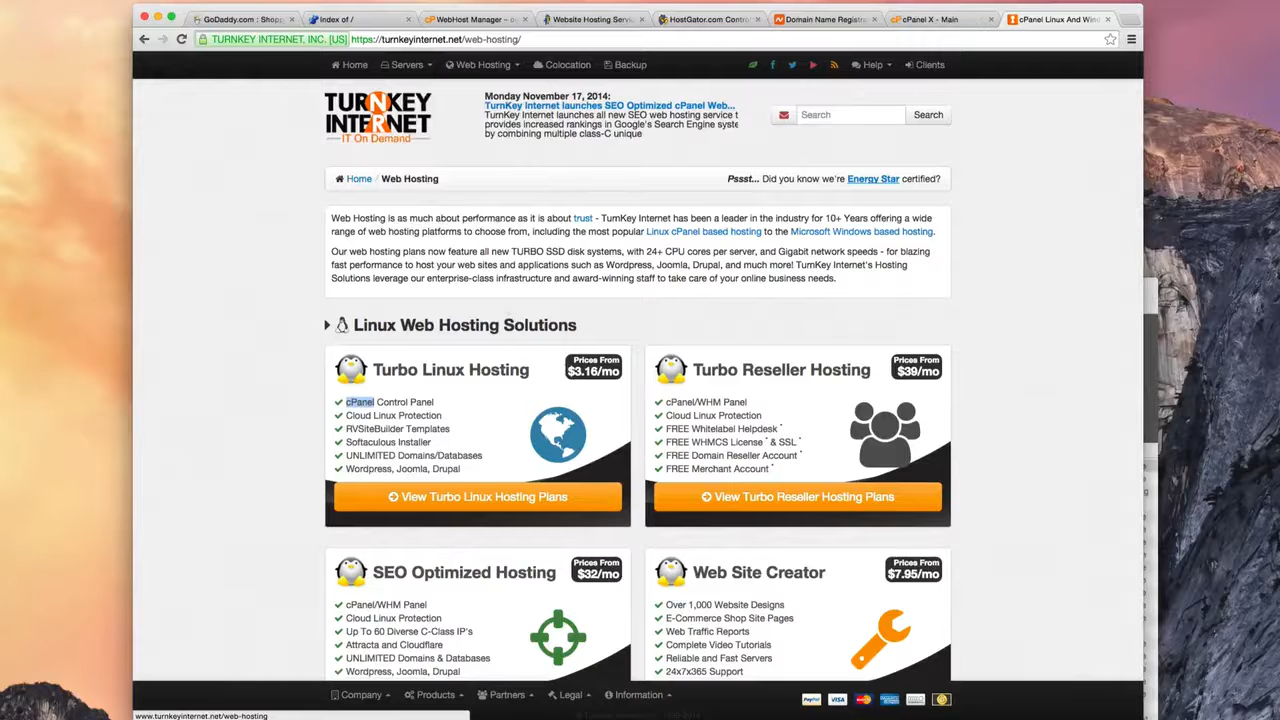 GoDaddy.com : Shopp
Index of /
WebHost Manager –
Website Hosting Servic
HostGator.com Contro
Domain Name Registra
cPanel X - Main
cPanel Linux And Wind
TURNKEY INTERNET, INC. [US] https://turnkeyinternet.net/web-hosting/
Home
Servers
Web Hosting
Colocation
Backup
Help
Clients
TURNKEY
INTERNET
IT On Demand
Monday November 17, 2014:
TurnKey Internet launches SEO Optimized cPanel Web...
TurnKey Internet launches all new SEO web hosting service t
provides increased rankings in Google's Search Engine syste
by combining multiple class-C unique
Search
Search
Home / Web Hosting
Pssst... Did you know we're Energy Star certified?
Web Hosting is as much about performance as it is about trust - TurnKey Internet has been a leader in the industry for 10+ Years offering a wide
range of web hosting platforms to choose from, including the most popular Linux cPanel based hosting to the Microsoft Windows based hosting.
Our web hosting plans now feature all new TURBO SSD disk systems, with 24+ CPU cores per server, and Gigabit network speeds - for blazing
fast performance to host your web sites and applications such as Wordpress, Joomla, Drupal, and much more! TurnKey Internet's Hosting
Solutions leverage our enterprise-class infrastructure and award-winning staff to take care of your online business needs.
Linux Web Hosting Solutions
Turbo Linux Hosting
Prices From
$3.16/mo
cPanel Control Panel
Cloud Linux Protection
RVSiteBuilder Templates
Softaculous Installer
UNLIMITED Domains/Databases
Wordpress, Joomla, Drupal
View Turbo Linux Hosting Plans
Turbo Reseller Hosting
Prices From
$39/mo
cPanel/WHM Panel
Cloud Linux Protection
FREE Whitelabel Helpdesk *
FREE WHMCS License * & SSL *
FREE Domain Reseller Account *
FREE Merchant Account *
View Turbo Reseller Hosting Plans
SEO Optimized Hosting
Prices From
$32/mo
cPanel/WHM Panel
Cloud Linux Protection
Up To 60 Diverse C-Class IP's
Attracta and Cloudflare
UNLIMITED Domains & Databases
Wordpress, Joomla, Drupal
Web Site Creator
Prices From
$7.95/mo
Over 1,000 Website Designs
E-Commerce Shop Site Pages
Web Traffic Reports
Complete Video Tutorials
Reliable and Fast Servers
24x7x365 Support
Company
Products
Partners
Legal
Information
PayPal
VISA
www.turnkeyinternet.net/web-hosting